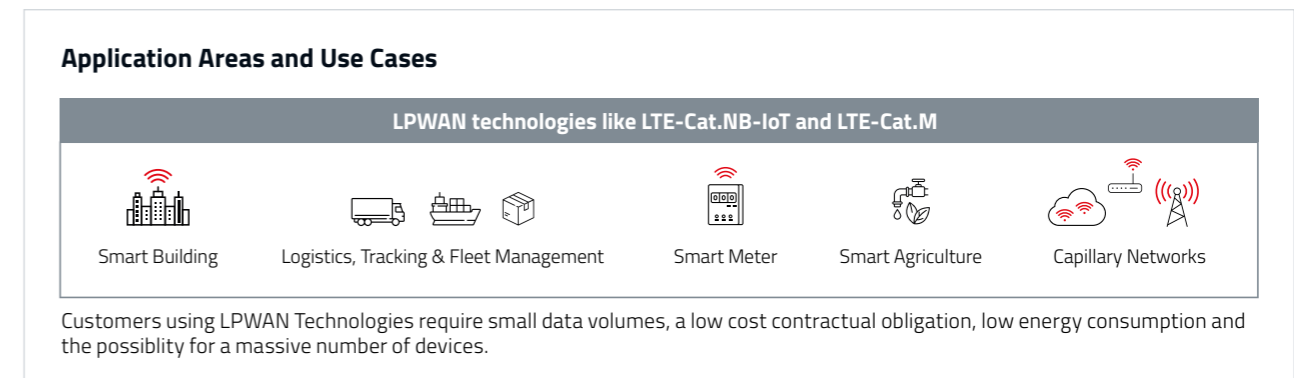 Application Areas and Use Cases
LPWAN technologies like LTE-Cat.NB-IoT and LTE-Cat.M
Smart Building
Logistics, Tracking & Fleet Management
Smart Meter
Smart Agriculture
Capillary Networks
Customers using LPWAN Technologies require small data volumes, a low cost contractual obligation, low energy consumption and
the possiblity for a massive number of devices.